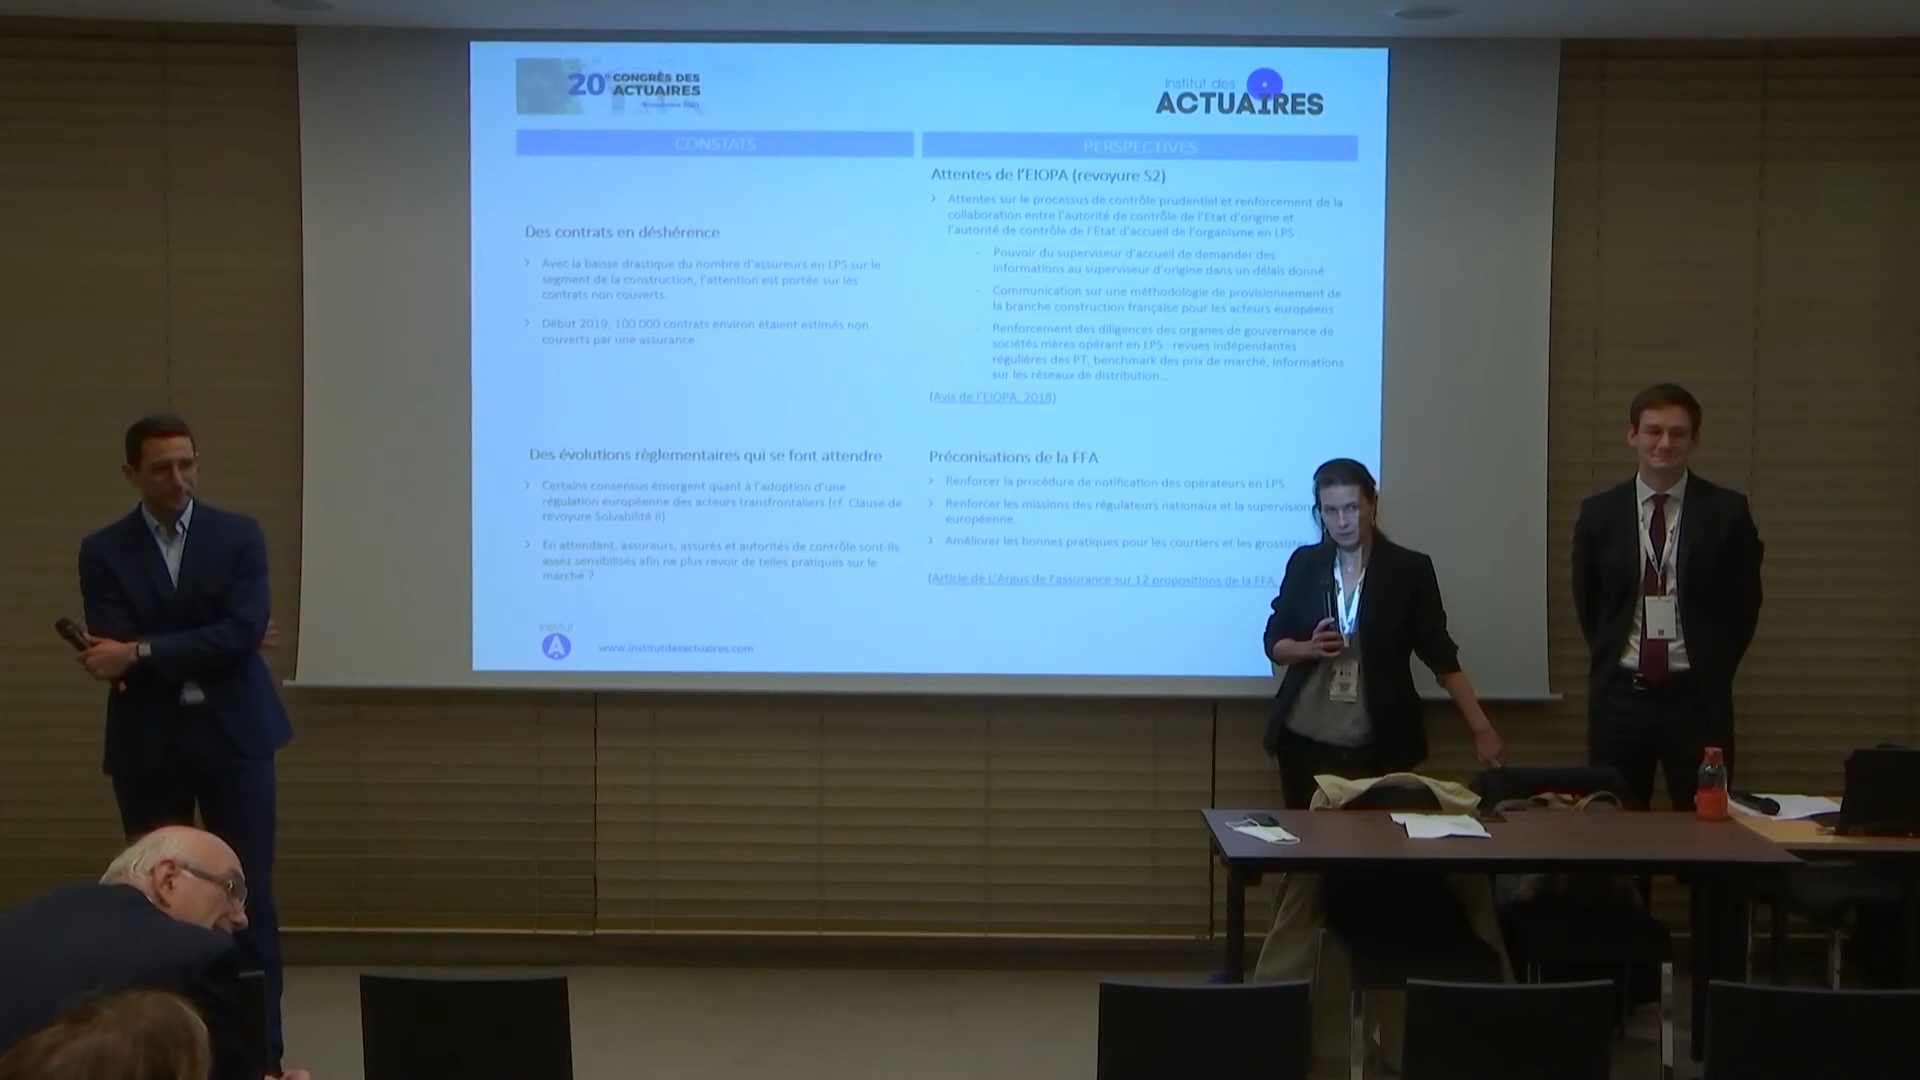 20e CONGRÈS DES
ACTUAIRES
Institut des
ACTUAIRES
CONSTATS
Des contrats en déshérence
> Avec la baisse drastique du nombre d'assureurs en LPS sur le
segment de la construction, l'attention est portée sur les
contrats non couverts.
> Début 2019, 100 000 contrats environ étaient estimés non
couverts par une assurance.
Des évolutions règlementaires qui se font attendre
> Certains consensus émergent quant à l'adoption d'une
régulation européenne des acteurs transfrontaliers (cf. Clause de
revoyure Solvabilité II)
> En attendant, assureurs, assurés et autorités de contrôle sont-ils
assez sensibilisés afin ne plus revoir de telles pratiques sur le
marché ?
PERSPECTIVES
Attentes de l'EIOPA (revoyure S2)
> Attentes sur le processus de contrôle prudentiel et renforcement de la
collaboration entre l'autorité de contrôle de l'Etat d'origine et
l'autorité de contrôle de l'Etat d'accueil de l'organisme en LPS :
- Pouvoir du superviseur d'accueil de demander des
informations au superviseur d'origine dans un délais donné
- Communication sur une méthodologie de provisionnement de
la branche construction française pour les acteurs européens
- Renforcement des diligences des organes de gouvernance de
sociétés mères opérant en LPS : revues indépendantes
régulières des PT, benchmark des prix de marché, informations
sur les réseaux de distribution...
(Avis de l'EIOPA, 2018)
Préconisations de la FFA
> Renforcer la procédure de notification des opérateurs en LPS.
> Renforcer les missions des régulateurs nationaux et la supervision
européenne.
> Améliorer les bonnes pratiques pour les courtiers et les grossistes
(Article de L'Argus de l'assurance sur 12 propositions de la FFA,
institut
A
www.institutdesactuaires.com